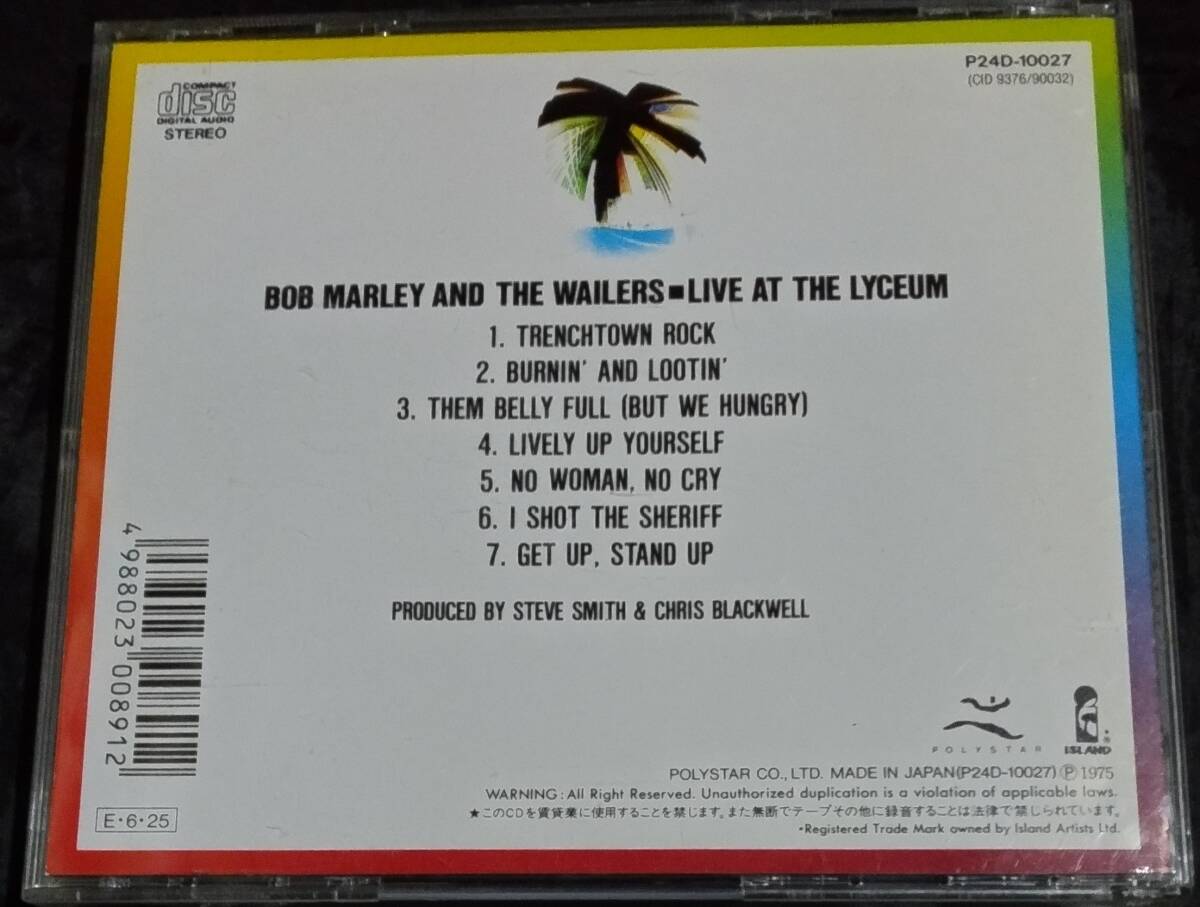 COMPACT
disc
DIGITAL AUDIO
STEREO
P24D-10027
(CID 9376/90032)
BOB MARLEY AND THE WAILERS■LIVE AT THE LYCEUM
1. TRENCHTOWN ROCK
2. BURNIN' AND LOOTIN'
3. THEM BELLY FULL (BUT WE HUNGRY)
4. LIVELY UP YOURSELF
5. NO WOMAN, NO CRY
6. I SHOT THE SHERIFF
7. GET UP, STAND UP
PRODUCED BY STEVE SMITH & CHRIS BLACKWELL
4 988023 008912
POLYSTAR
ISLAND
®
POLYSTAR CO., LTD. MADE IN JAPAN(P24D-10027) Ⓟ 1975
WARNING: All Right Reserved. Unauthorized duplication is a violation of applicable laws.
★このCDを賃貸業に使用することを禁じます。また無断でテープその他に録音することは法律で禁じられています。
•Registered Trade Mark owned by Island Artists Ltd.
E・6・25